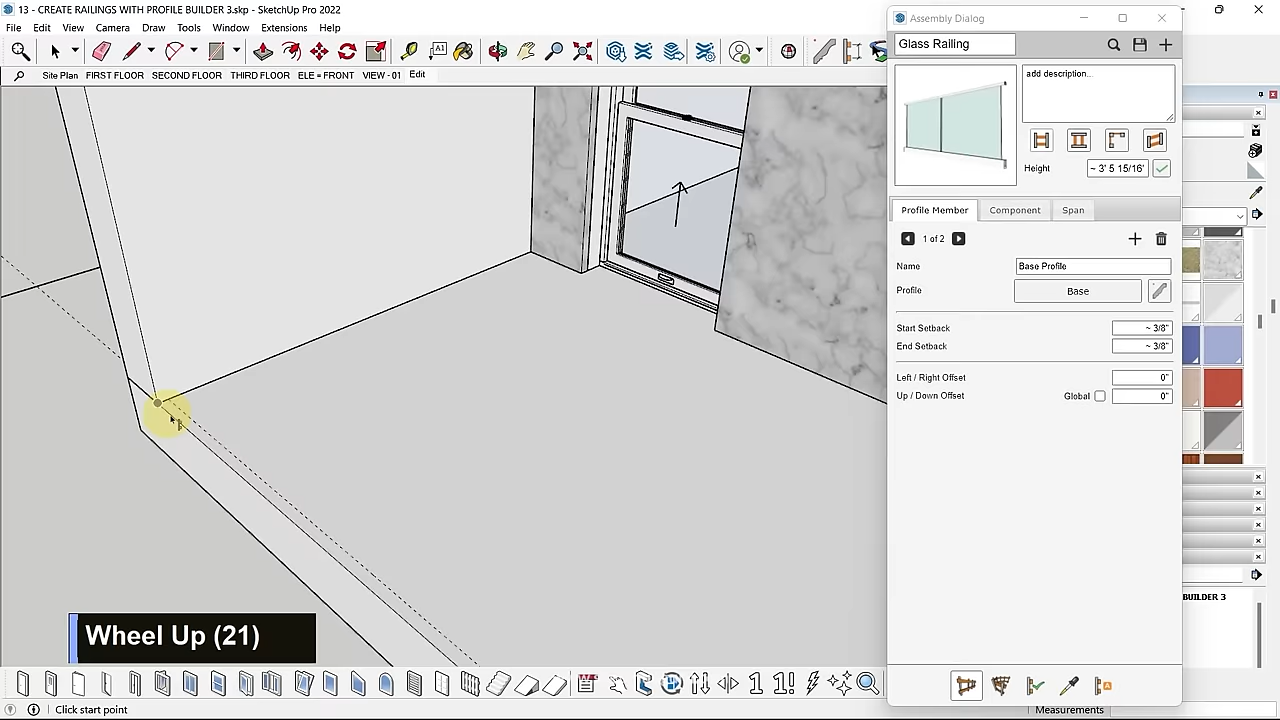 13 - CREATE RAILINGS WITH PROFILE BUILDER 3.skp - SketchUp Pro 2022
File Edit View Camera Draw Tools Window Extensions Help
Site Plan FIRST FLOOR SECOND FLOOR THIRD FLOOR ELE = FRONT VIEW - 01 Edit
Assembly Dialog
Glass Railing
add description...
Height ~ 3' 5 15/16"
Profile Member Component Span
1 of 2
Name Base Profile
Profile Base
Start Setback ~ 3/8"
End Setback ~ 3/8"
Left / Right Offset 0"
Up / Down Offset Global 0"
BUILDER 3
Wheel Up (21)
1 1!
Click start point
Measurements